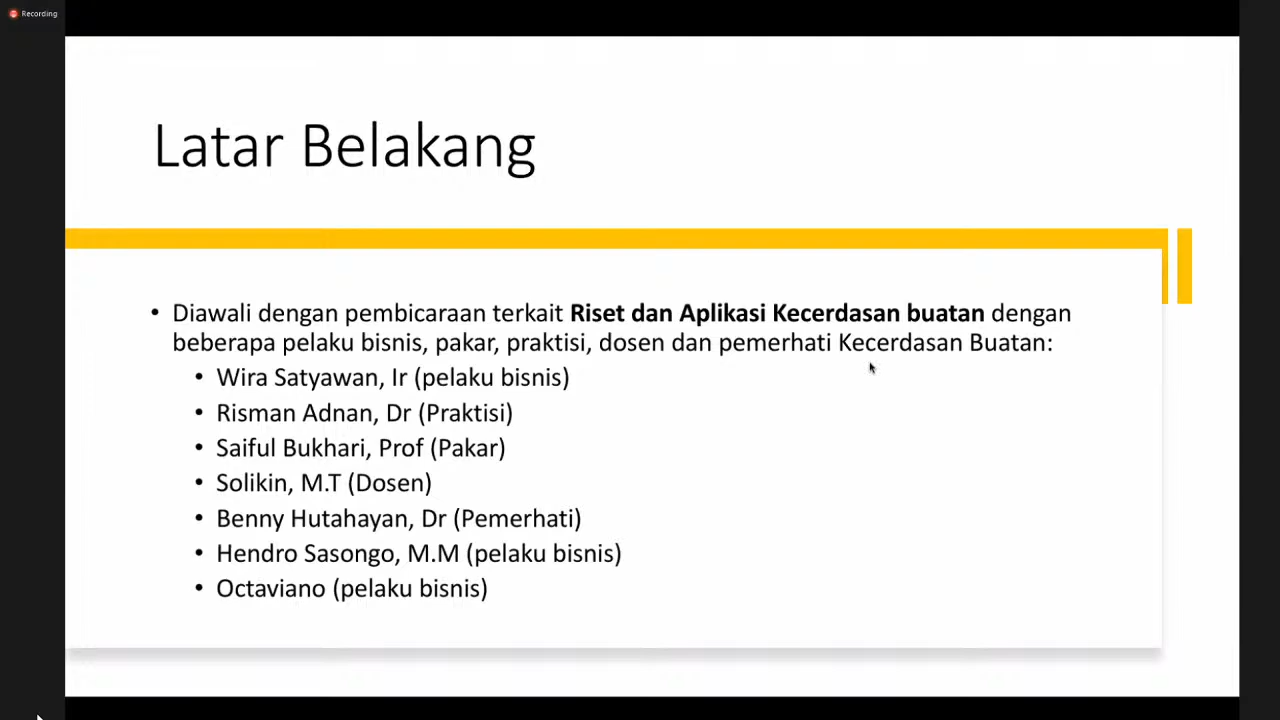 Recording
Latar Belakang
• Diawali dengan pembicaraan terkait Riset dan Aplikasi Kecerdasan buatan dengan
beberapa pelaku bisnis, pakar, praktisi, dosen dan pemerhati Kecerdasan Buatan:
• Wira Satyawan, Ir (pelaku bisnis)
• Risman Adnan, Dr (Praktisi)
• Saiful Bukhari, Prof (Pakar)
• Solikin, M.T (Dosen)
• Benny Hutahayan, Dr (Pemerhati)
• Hendro Sasongo, M.M (pelaku bisnis)
• Octaviano (pelaku bisnis)